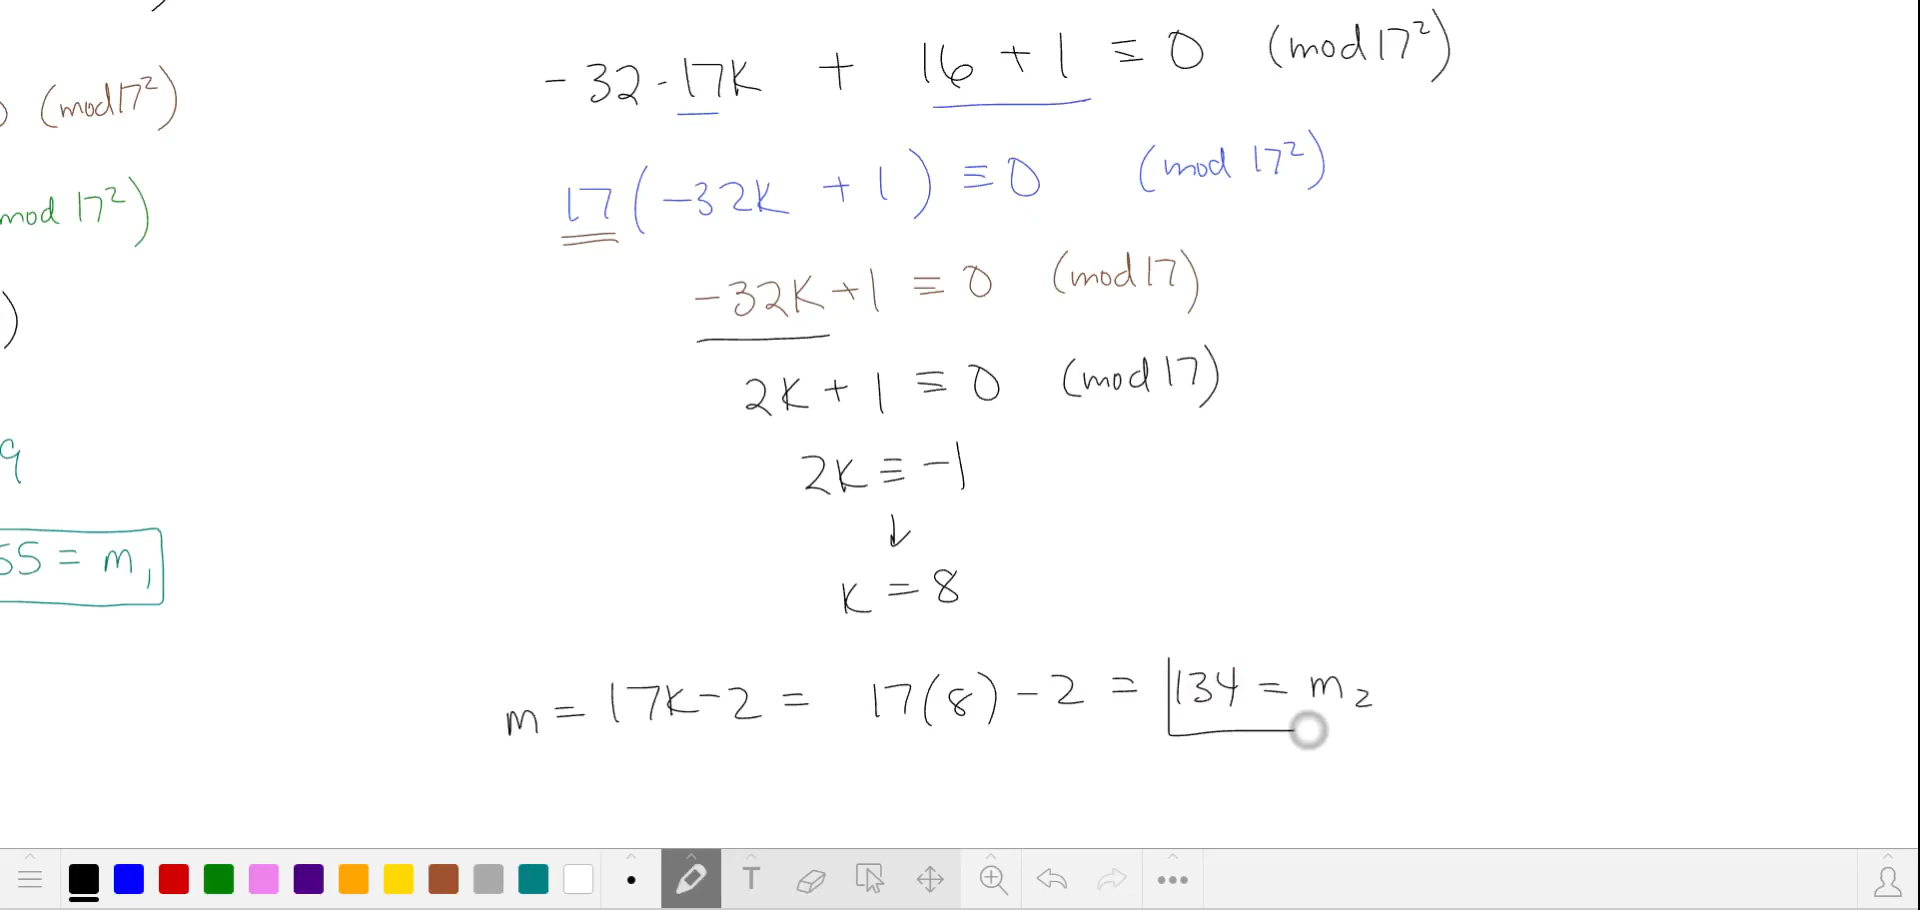 -32·17k + 16 + 1 ≡ 0 (mod 17²)
(mod 17²)
17(-32k + 1) ≡ 0 (mod 17²)
mod 17²)
-32k+1 ≡ 0 (mod 17)
)
2k + 1 ≡ 0 (mod 17)
2k ≡ -1
9
↓
55 = m₁
k = 8
m = 17k-2 = 17(8) - 2 = 134 = m₂
T